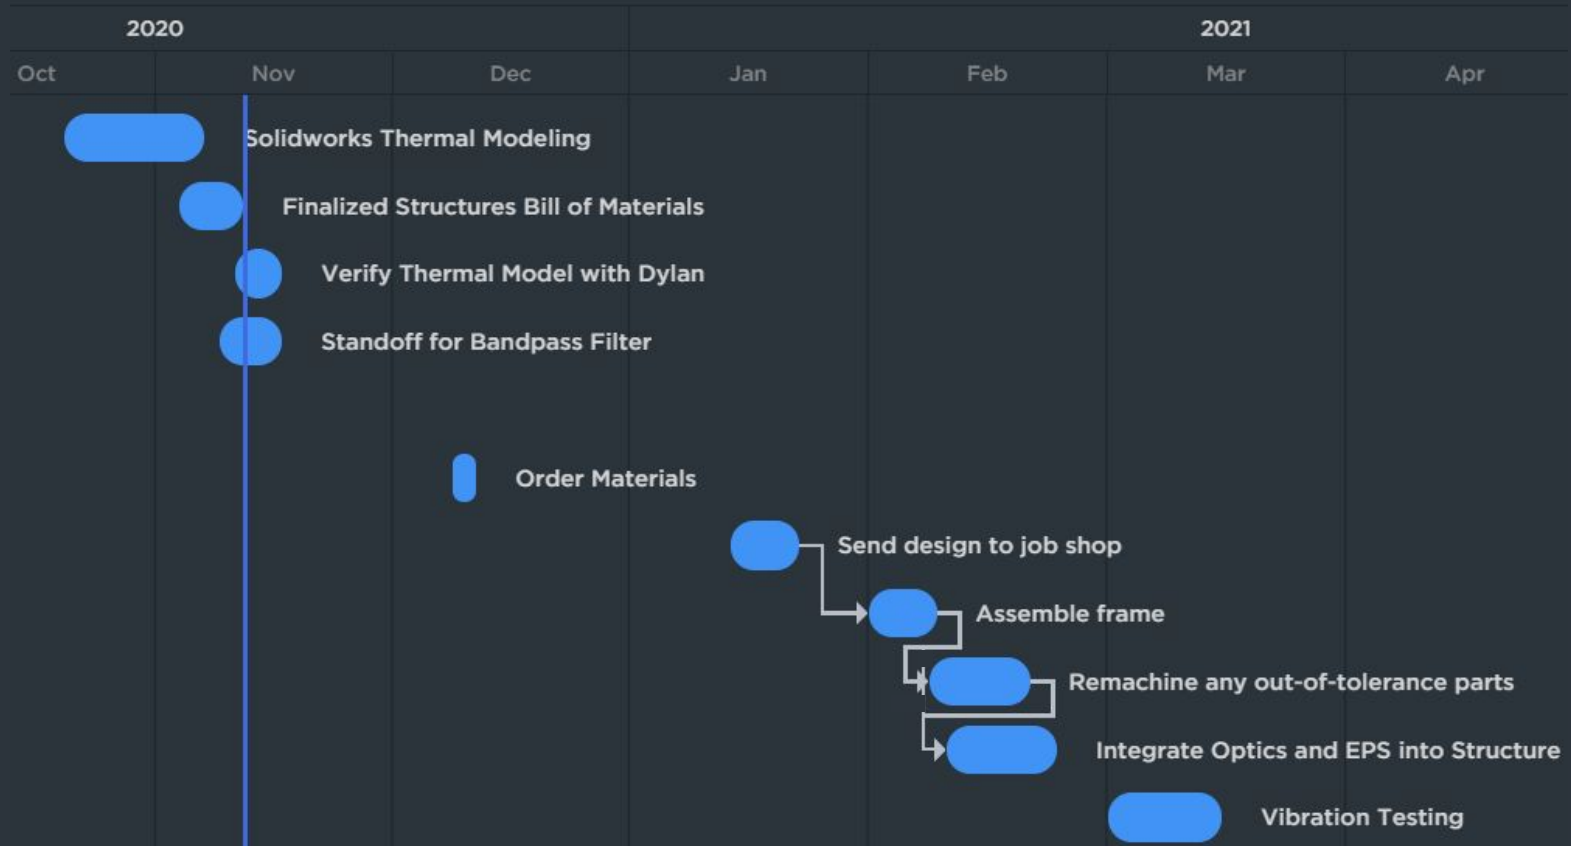 2020 2021
Oct Nov Dec Jan Feb Mar Apr
Solidworks Thermal Modeling
Finalized Structures Bill of Materials
Verify Thermal Model with Dylan
Standoff for Bandpass Filter
Order Materials
Send design to job shop
Assemble frame
Remachine any out-of-tolerance parts
Integrate Optics and EPS into Structure
Vibration Testing